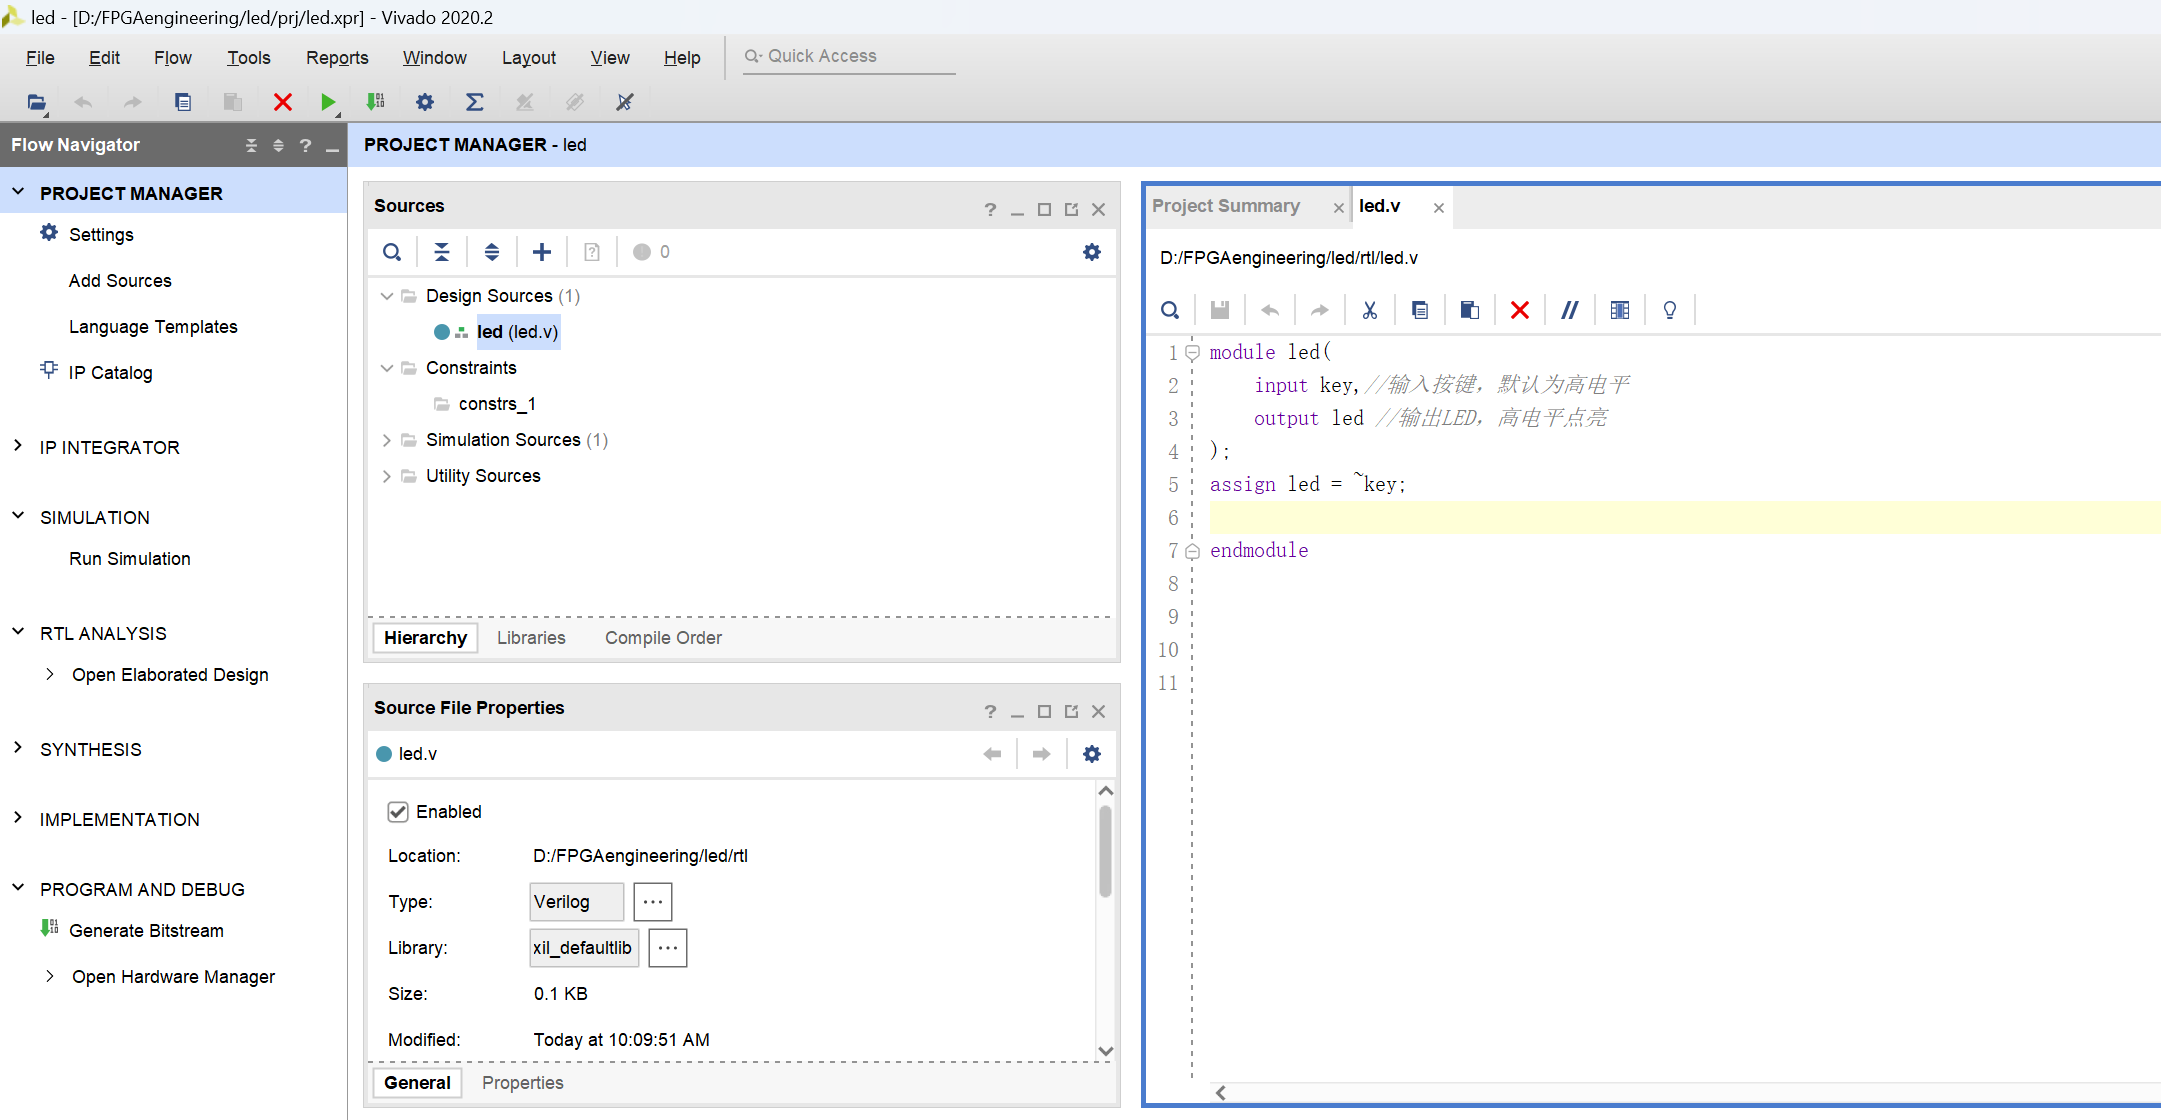 led - [D:/FPGAengineering/led/prj/led.xpr] - Vivado 2020.2
File Edit Flow Tools Reports Window Layout View Help Quick Access
Flow Navigator
PROJECT MANAGER
Settings
Add Sources
Language Templates
IP Catalog
IP INTEGRATOR
SIMULATION
Run Simulation
RTL ANALYSIS
Open Elaborated Design
SYNTHESIS
IMPLEMENTATION
PROGRAM AND DEBUG
Generate Bitstream
Open Hardware Manager
PROJECT MANAGER - led
Sources
0
Design Sources (1)
led (led.v)
Constraints
constrs_1
Simulation Sources (1)
Utility Sources
Hierarchy Libraries Compile Order
Source File Properties
led.v
Enabled
Location: D:/FPGAengineering/led/rtl
Type: Verilog ...
Library: xil_defaultlib ...
Size: 0.1 KB
Modified: Today at 10:09:51 AM
General Properties
Project Summary led.v
D:/FPGAengineering/led/rtl/led.v
1 module led(
2 input key,//输入按键，默认为高电平
3 output led //输出LED，高电平点亮
4 );
5 assign led = ~key;
6
7 endmodule
8
9
10
11